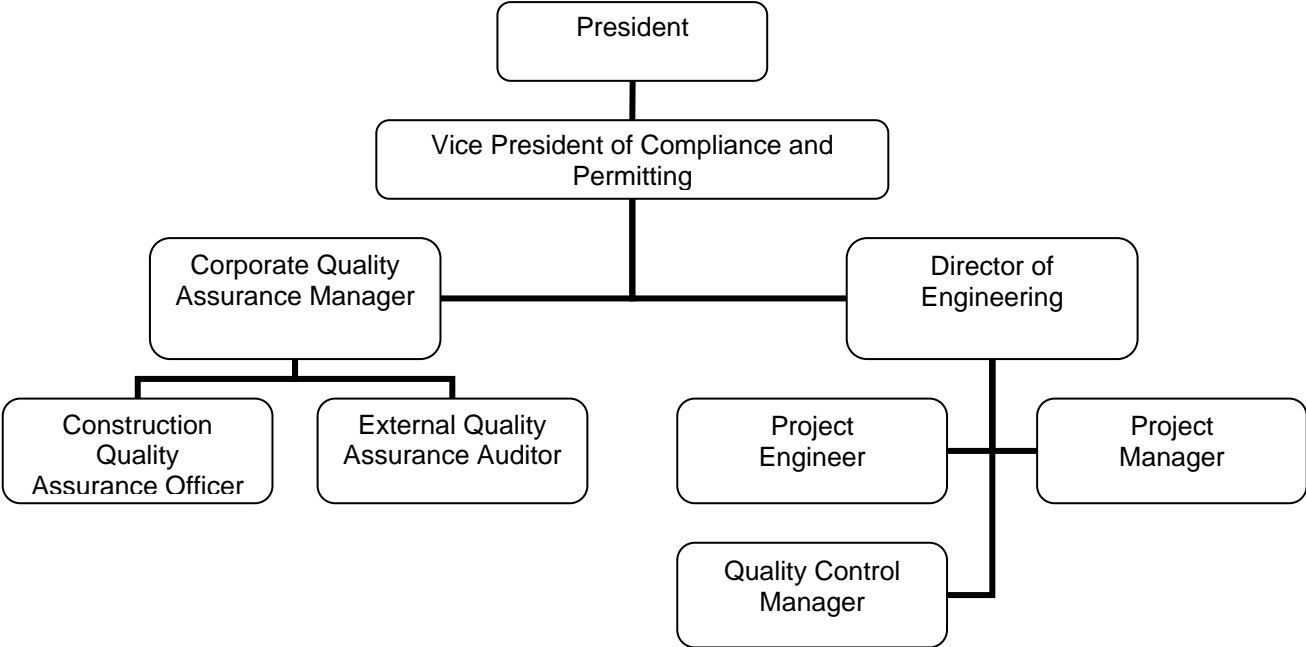 President
Vice President of Compliance and
Permitting
Corporate Quality
Assurance Manager
Director of
Engineering
Construction
Quality
Assurance Officer
External Quality
Assurance Auditor
Project
Engineer
Project
Manager
Quality Control
Manager